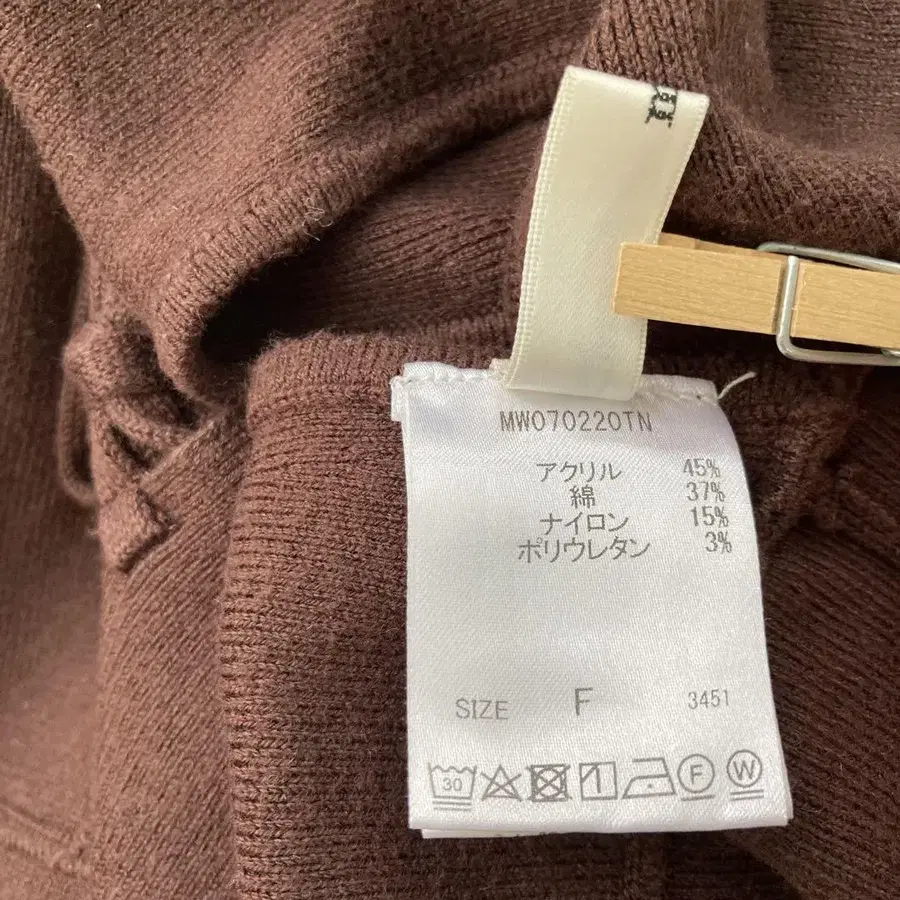 MW070220TN
アクリル 45%
綿 37%
ナイロン 15%
ポリウレタン 3%
SIZE F 3451
30 F W